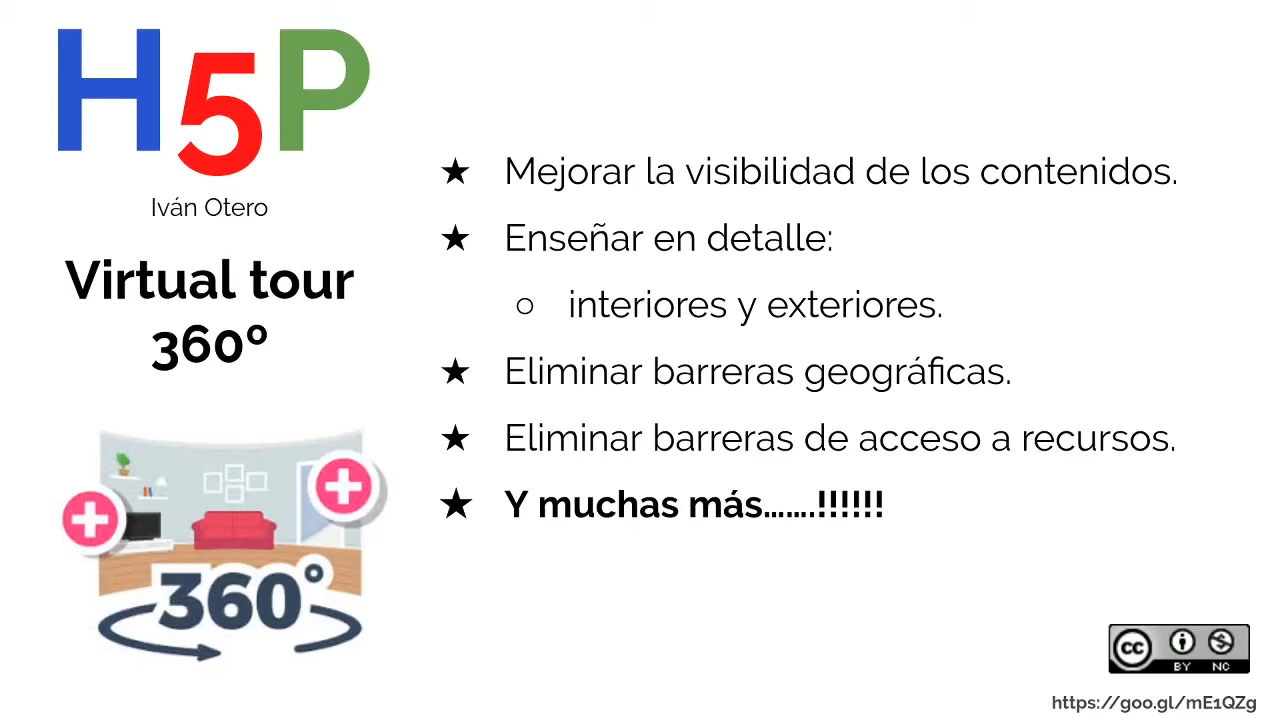 H5P
Iván Otero
Virtual tour
360º
360°
★ Mejorar la visibilidad de los contenidos.
★ Enseñar en detalle:
○ interiores y exteriores.
★ Eliminar barreras geográficas.
★ Eliminar barreras de acceso a recursos.
★ Y muchas más…….!!!!!!
cc
BY NC
https://goo.gl/mE1QZg